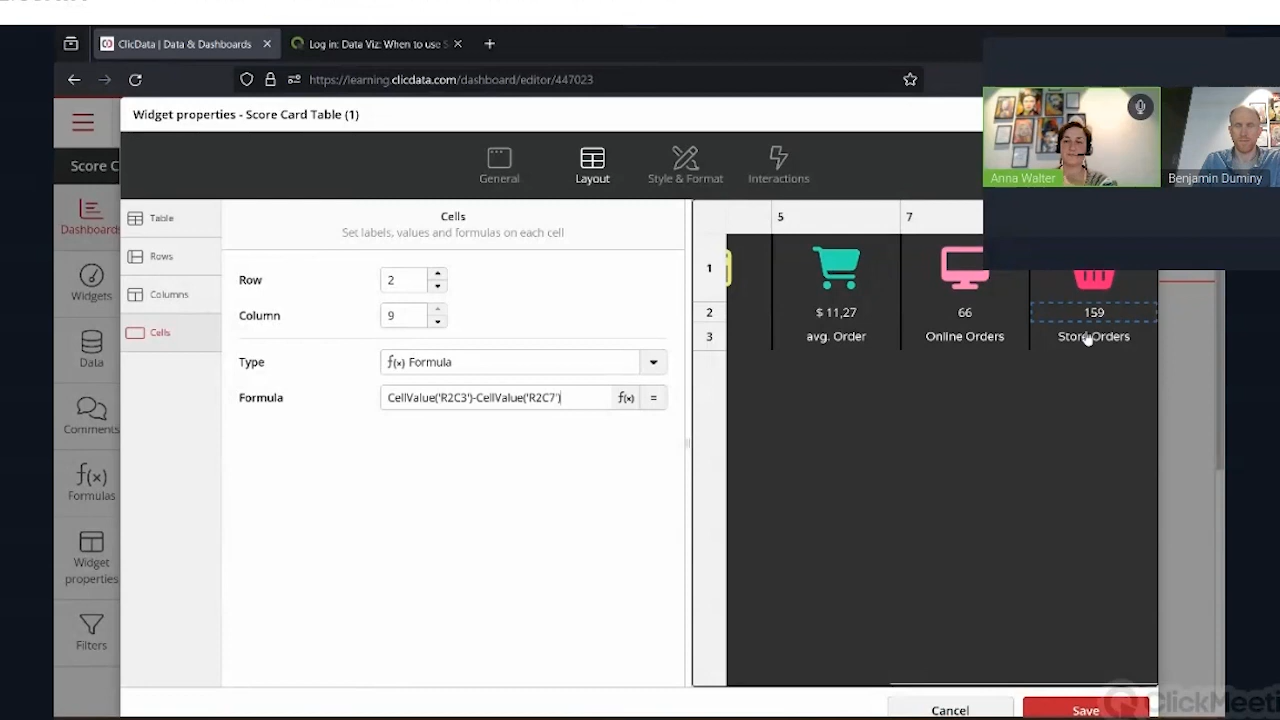 ClicData | Data & Dashboards
Log in: Data Viz: When to use S
https://learning.clicdata.com/dashboard/editor/447023
Widget properties - Score Card Table (1)
General
Layout
Style & Format
Interactions
Anna Walter
Benjamin Duminy
Score C
Dashboards
Widgets
Data
Comments
f(x)
Formulas
Widget
properties
Filters
Table
Rows
Columns
Cells
Cells
Set labels, values and formulas on each cell
Row 2
Column 9
Type f(x) Formula
Formula CellValue('R2C3')-CellValue('R2C7') f(x) =
5 7
1
2 $ 11,27 66 159
3 avg. Order Online Orders Store Orders
Cancel
Save
ClickMeeti